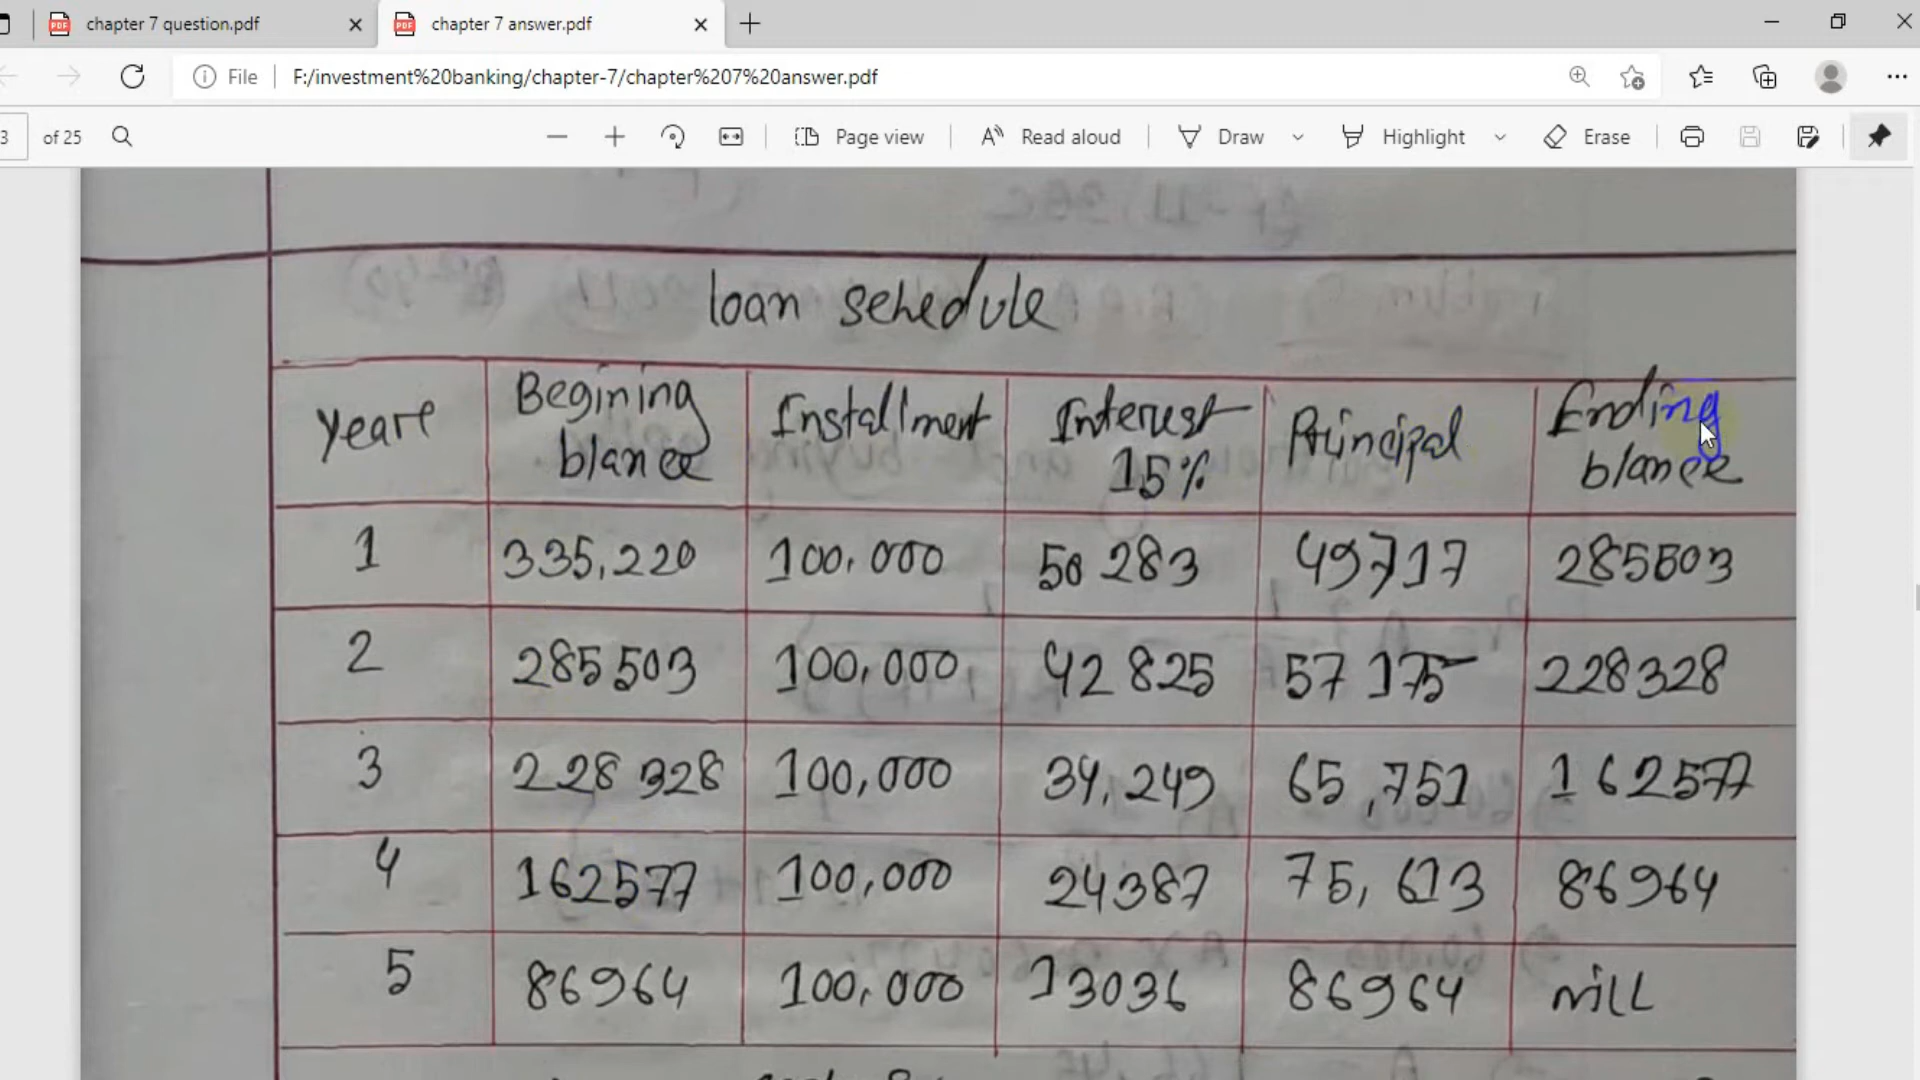 chapter 7 question.pdf
chapter 7 answer.pdf
File
F:/investment%20banking/chapter-7/chapter%207%20answer.pdf
3 of 25
Page view
Read aloud
Draw
Highlight
Erase
loan schedule
year Begining blance Installment Interest 15% Principal Ending blance
1 335,220 100,000 50 283 49717 285503
2 285 503 100,000 42 825 57 175 228328
3 228 328 100,000 34,249 65,751 162577
4 162577 100,000 24387 75,613 86964
5 86964 100,000 13036 86964 nill